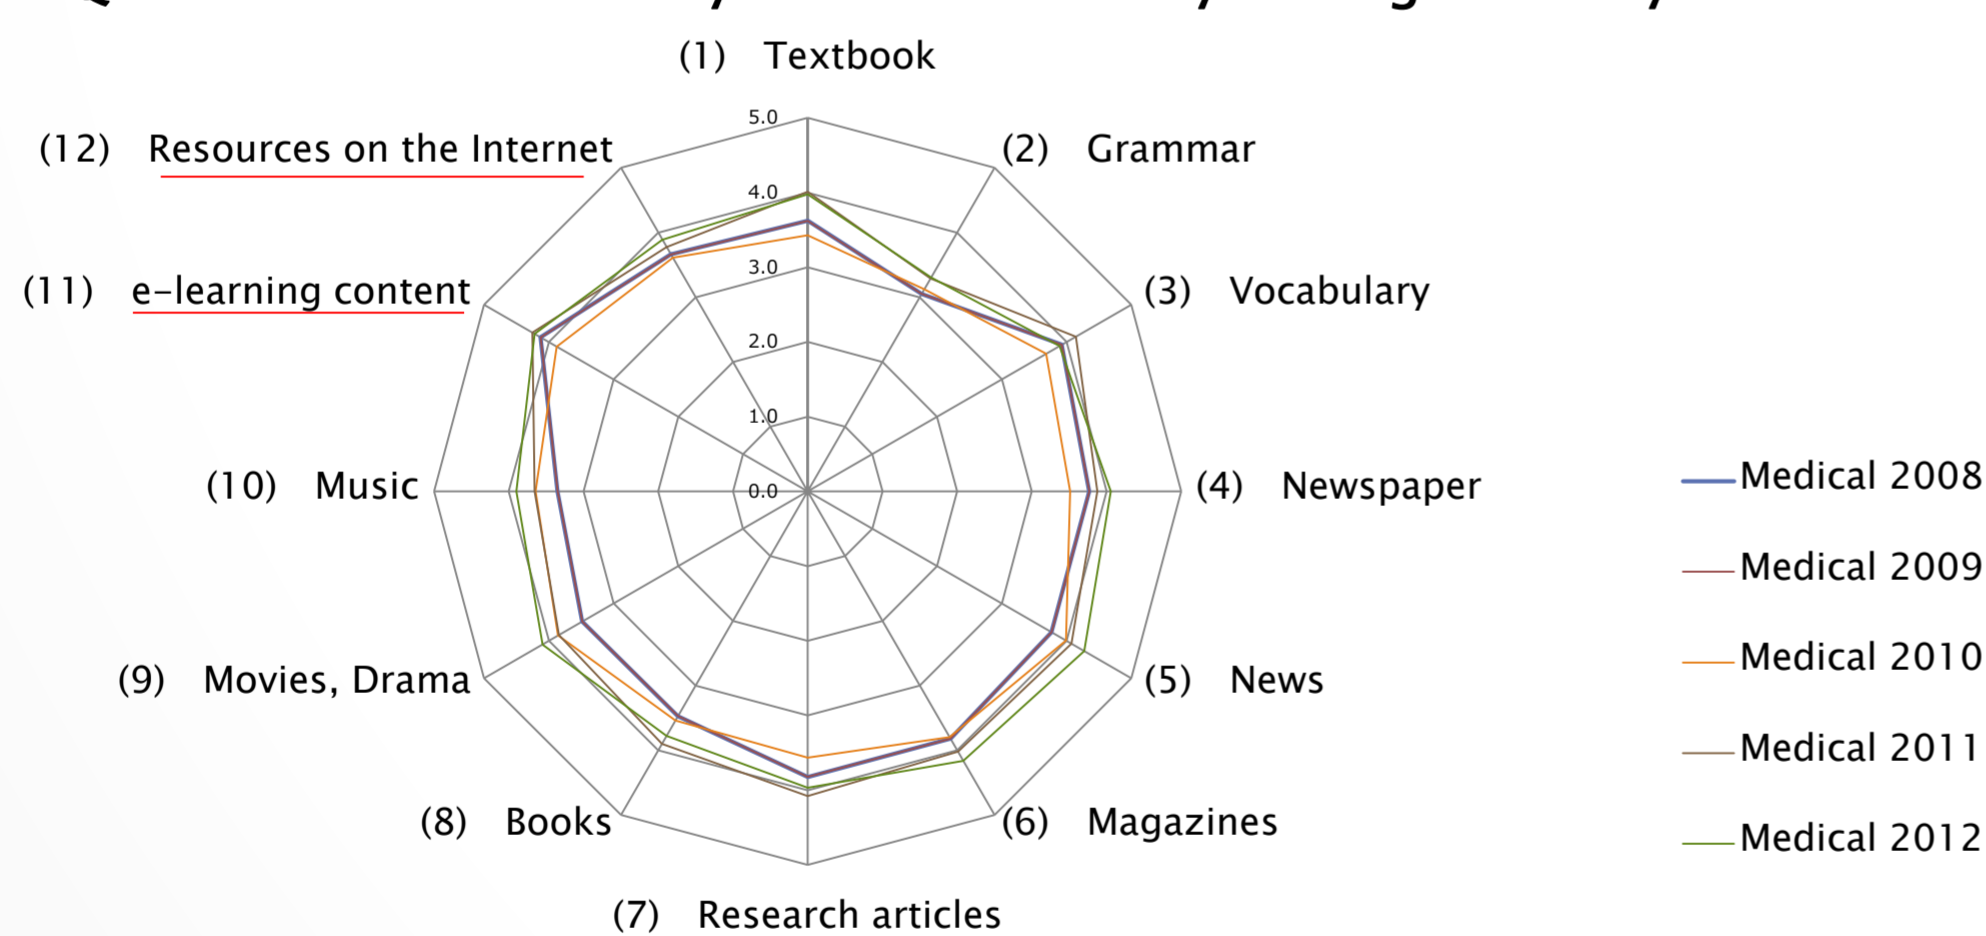 (1) Textbook
(12) Resources on the Internet
(2) Grammar
(11) e-learning content
(3) Vocabulary
(10) Music
(4) Newspaper
(9) Movies, Drama
(5) News
(8) Books
(6) Magazines
(7) Research articles
5.0
4.0
3.0
2.0
1.0
0.0
Medical 2008
Medical 2009
Medical 2010
Medical 2011
Medical 2012